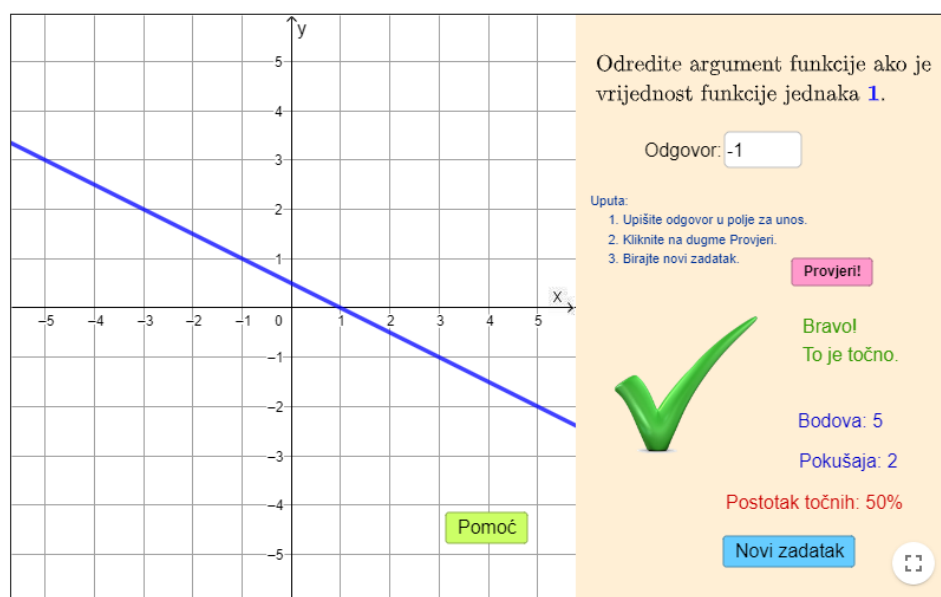 y
5
4
3
2
1
x
–5 –4 –3 –2 –1 0 1 2 3 4 5
–1
–2
–3
–4
–5
Pomoć
Odredite argument funkcije ako je
vrijednost funkcije jednaka 1.
Odgovor: -1
Uputa:
1. Upišite odgovor u polje za unos.
2. Kliknite na dugme Provjeri.
3. Birajte novi zadatak.
Provjeri!
Bravo!
To je točno.
Bodova: 5
Pokušaja: 2
Postotak točnih: 50%
Novi zadatak